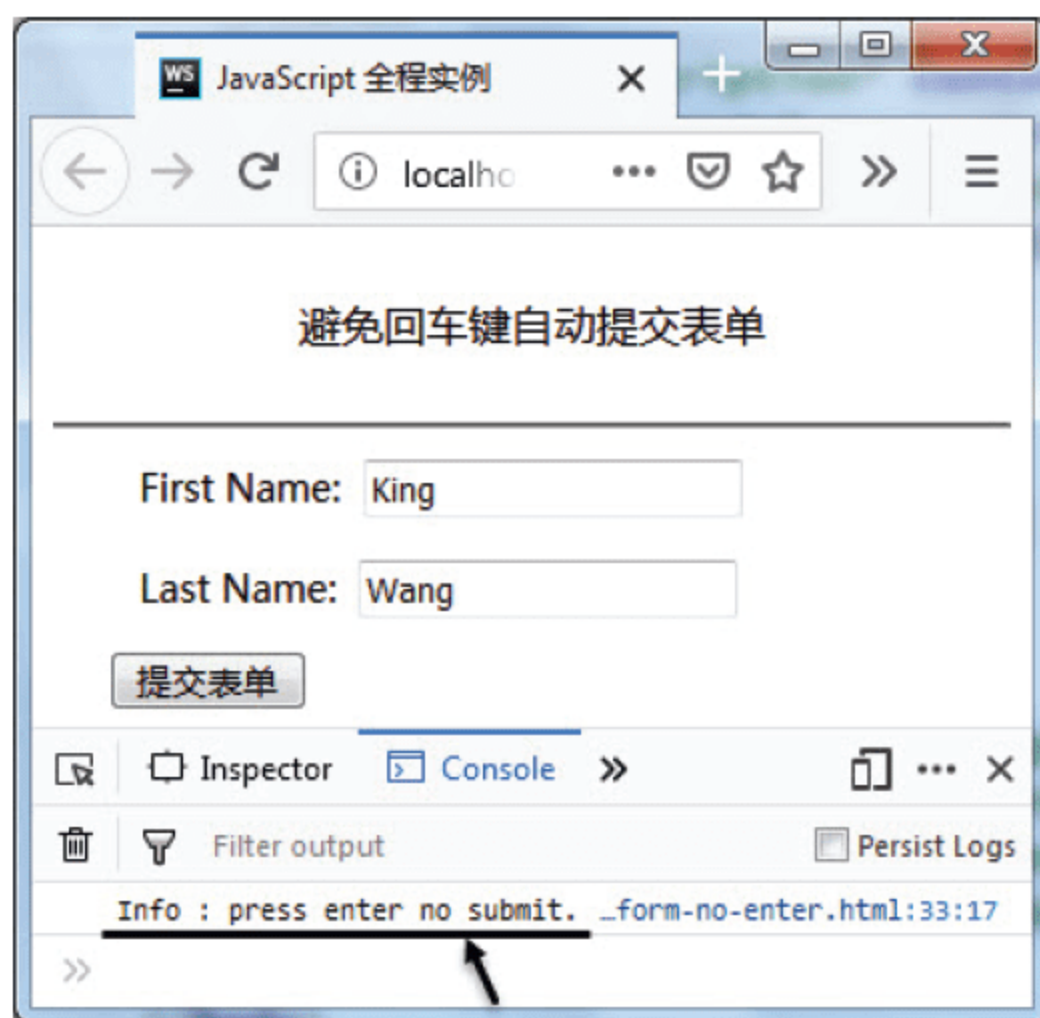 WS JavaScript 全程实例
localho
避免回车键自动提交表单
First Name: King
Last Name: Wang
提交表单
Inspector Console
Filter output Persist Logs
Info : press enter no submit. …form-no-enter.html:33:17